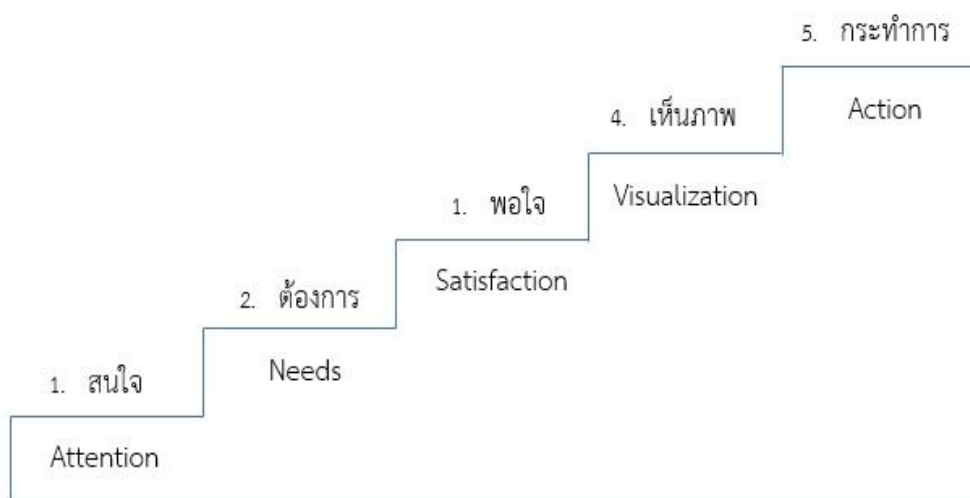 5. กระทำการ
Action
4. เห็นภาพ
Visualization
1. พอใจ
Satisfaction
2. ต้องการ
Needs
1. สนใจ
Attention